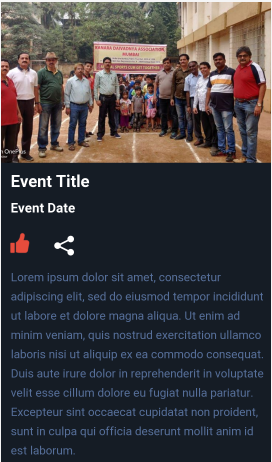 KANARA DAIVAJNYA ASSOCIATION,
MUMBAI
n OnePlus
Event Title
Event Date
Lorem ipsum dolor sit amet, consectetur
adipiscing elit, sed do eiusmod tempor incididunt
ut labore et dolore magna aliqua. Ut enim ad
minim veniam, quis nostrud exercitation ullamco
laboris nisi ut aliquip ex ea commodo consequat.
Duis aute irure dolor in reprehenderit in voluptate
velit esse cillum dolore eu fugiat nulla pariatur.
Excepteur sint occaecat cupidatat non proident,
sunt in culpa qui officia deserunt mollit anim id
est laborum.